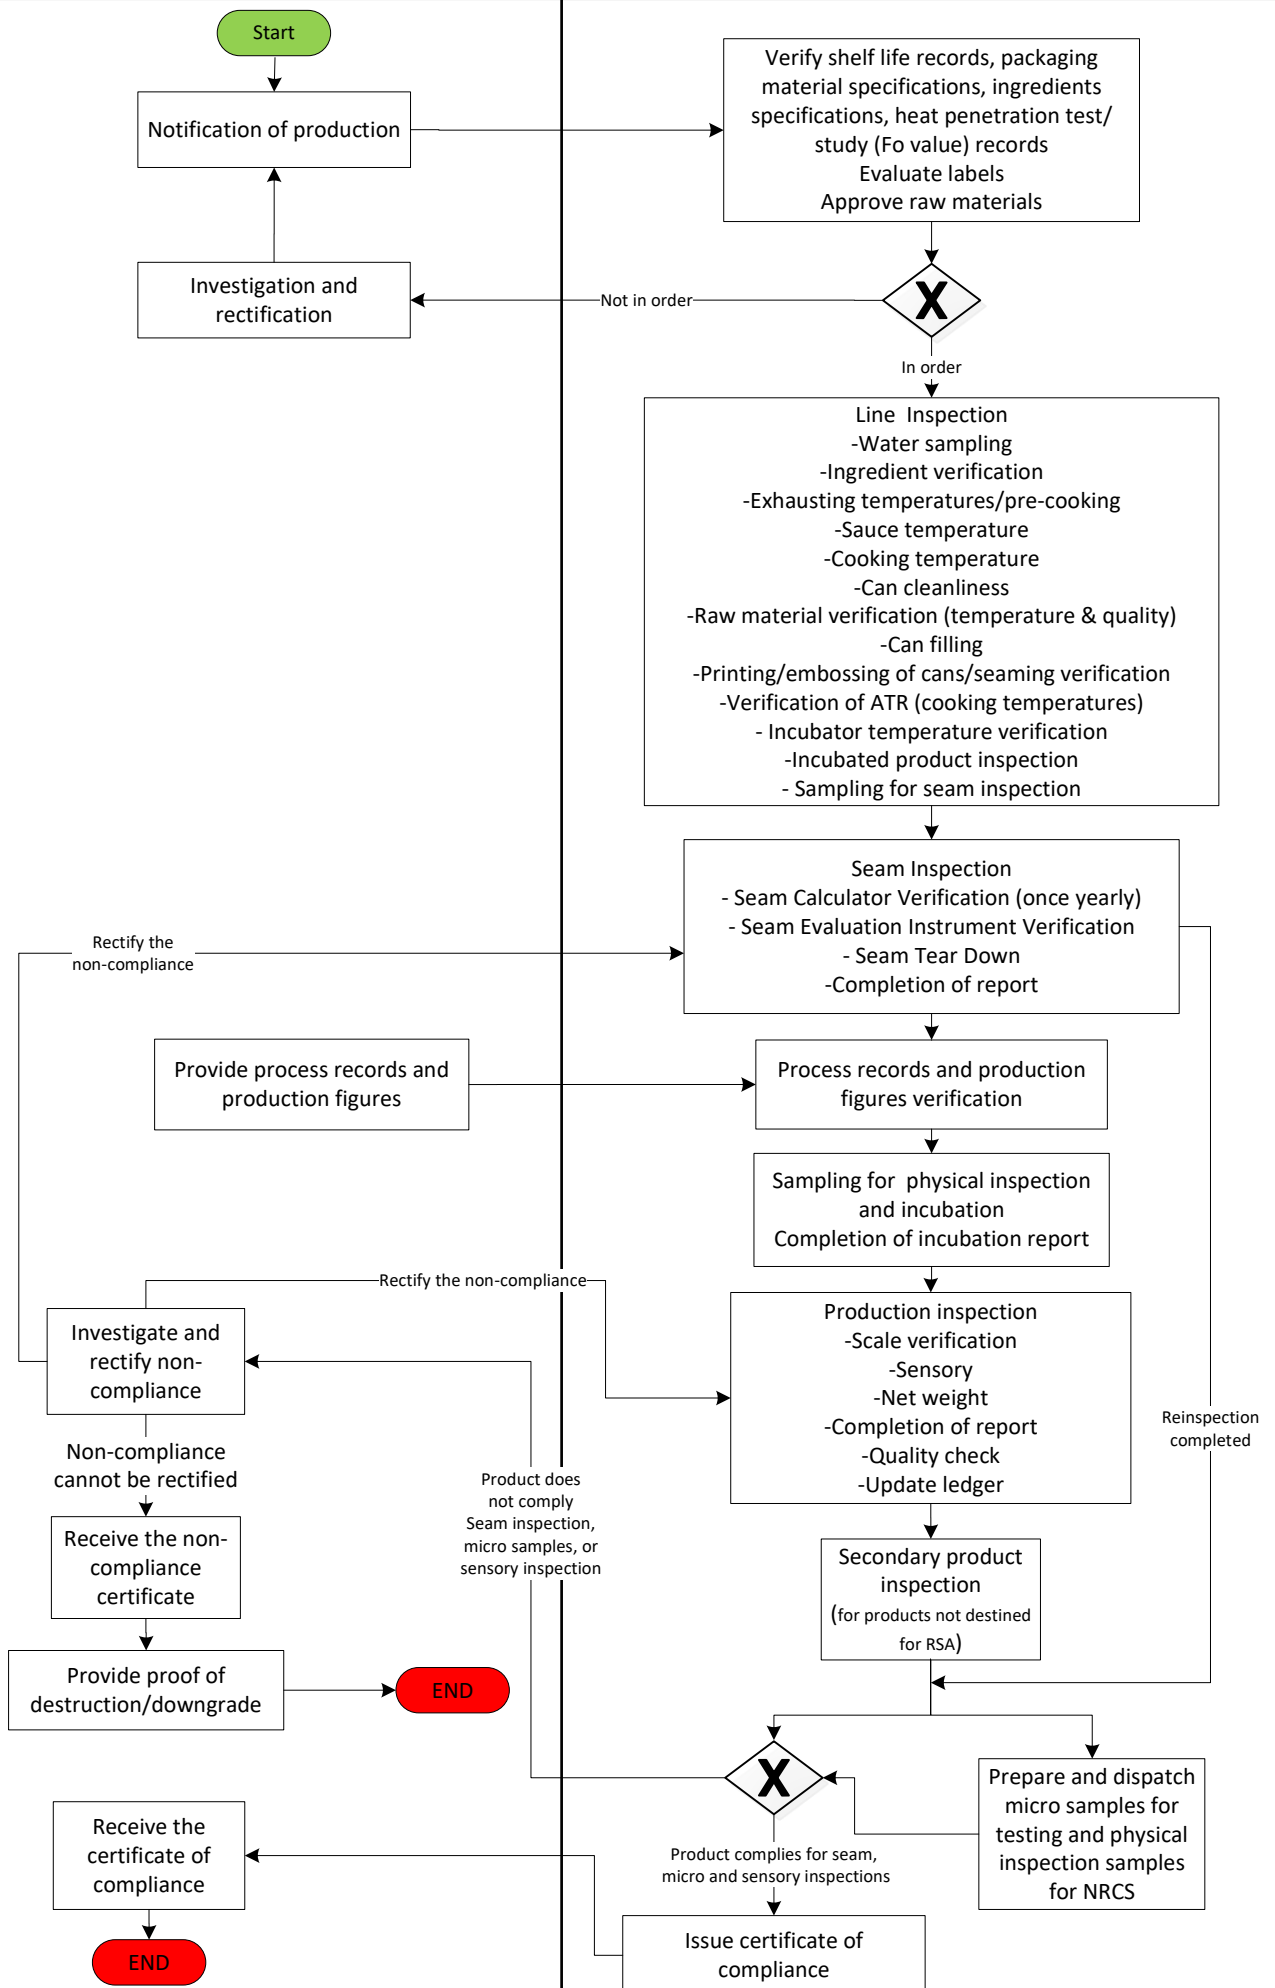 Start
Notification of production
Verify shelf life records, packaging
material specifications, ingredients
specifications, heat penetration test/
study (Fo value) records
Evaluate labels
Approve raw materials
Investigation and
rectification
Not in order
X
In order
Line  Inspection
-Water sampling
-Ingredient verification
-Exhausting temperatures/pre-cooking
-Sauce temperature
-Cooking temperature
-Can cleanliness
-Raw material verification (temperature & quality)
-Can filling
-Printing/embossing of cans/seaming verification
-Verification of ATR (cooking temperatures)
- Incubator temperature verification
-Incubated product inspection
- Sampling for seam inspection
Seam Inspection
- Seam Calculator Verification (once yearly)
- Seam Evaluation Instrument Verification
- Seam Tear Down
-Completion of report
Rectify the
non-compliance
Provide process records and
production figures
Process records and production
figures verification
Sampling for  physical inspection
and incubation
Completion of incubation report
Rectify the non-compliance
Investigate and
rectify non-
compliance
Production inspection
-Scale verification
-Sensory
-Net weight
-Completion of report
-Quality check
-Update ledger
Reinspection
completed
Non-compliance
cannot be rectified
Product does
not comply
Seam inspection,
micro samples, or
sensory inspection
Receive the non-
compliance
certificate
Secondary product
inspection
(for products not destined
for RSA)
Provide proof of
destruction/downgrade
END
X
Prepare and dispatch
micro samples for
testing and physical
inspection samples
for NRCS
Receive the
certificate of
compliance
Product complies for seam,
micro and sensory inspections
Issue certificate of
compliance
END